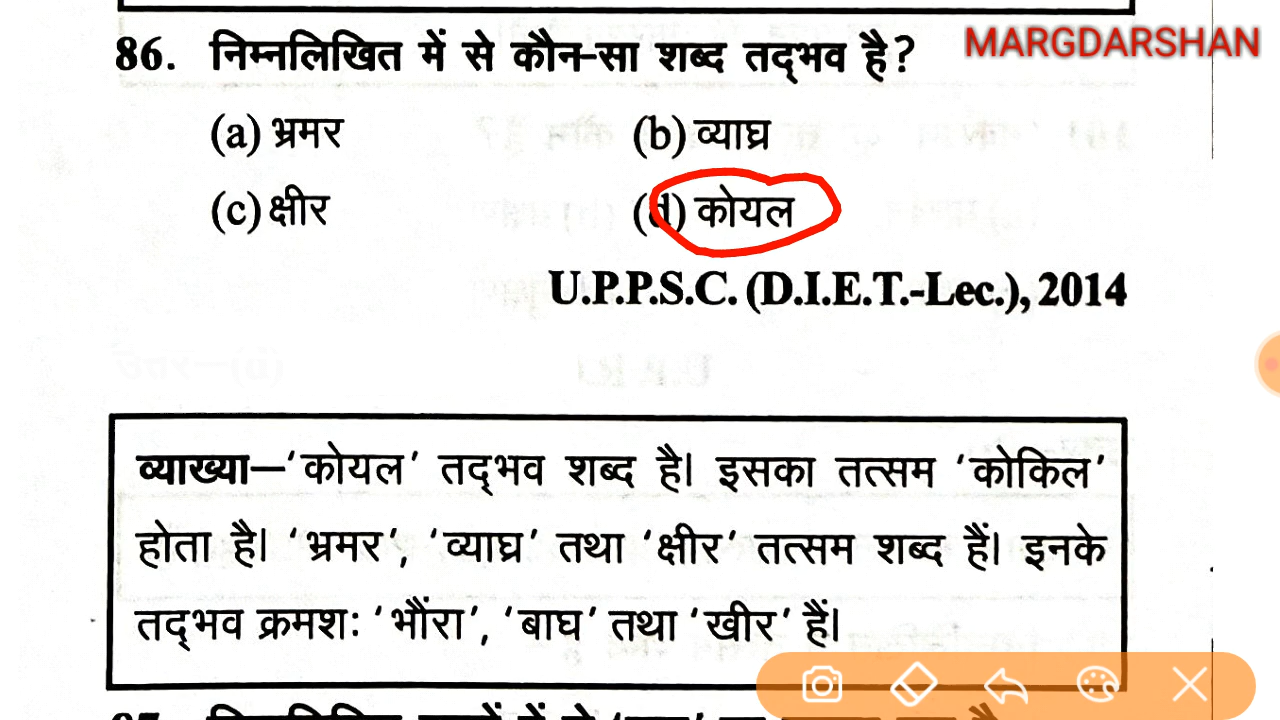 MARGDARSHAN
86. निम्नलिखित में से कौन-सा शब्द तद्भव है?
(a) भ्रमर (b) व्याघ्र
(c) क्षीर (d) कोयल
U.P.P.S.C. (D.I.E.T.-Lec.), 2014
व्याख्या–‘कोयल’ तद्भव शब्द है। इसका तत्सम ‘कोकिल’
होता है। ‘भ्रमर’, ‘व्याघ्र’ तथा ‘क्षीर’ तत्सम शब्द हैं। इनके
तद्भव क्रमशः ‘भौंरा’, ‘बाघ’ तथा ‘खीर’ हैं।